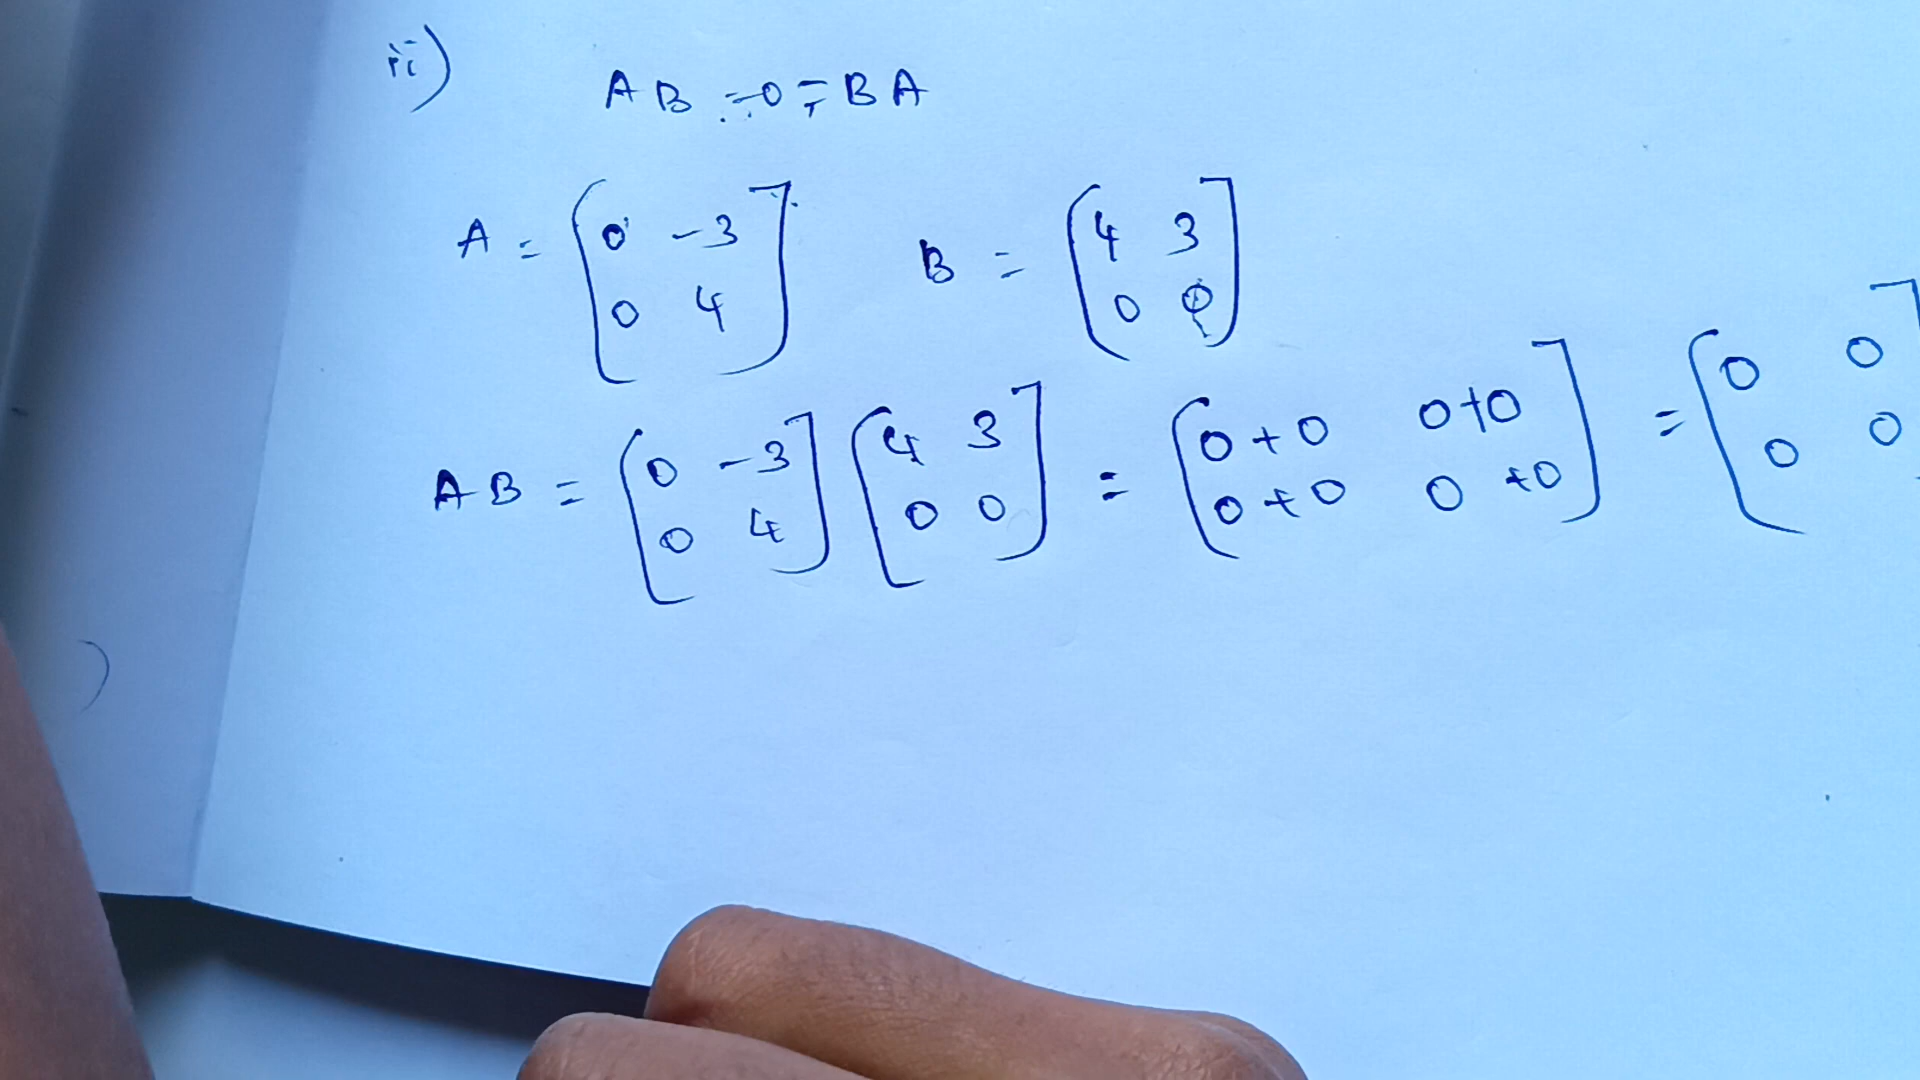 ii) AB = 0 = BA
A = [0 -3] B = [4 3]
[0 4] [0 0]
AB = [0 -3] [4 3] = [0+0 0+0] = [0 0]
[0 4] [0 0] [0+0 0+0] [0 0]